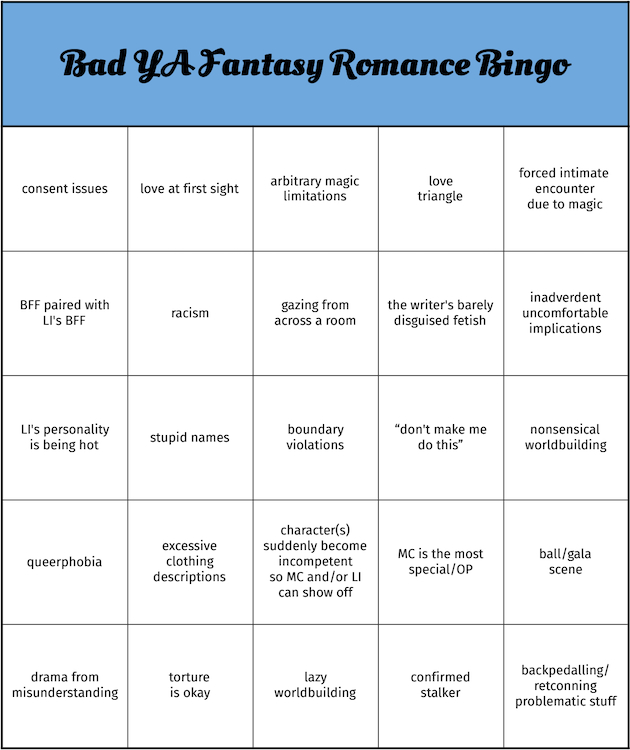 Bad YA Fantasy Romance Bingo
consent issues
love at first sight
arbitrary magic
limitations
love
triangle
forced intimate
encounter
due to magic
BFF paired with
LI's BFF
racism
gazing from
across a room
the writer's barely
disguised fetish
inadverdent
uncomfortable
implications
LI's personality
is being hot
stupid names
boundary
violations
“don't make me
do this”
nonsensical
worldbuilding
queerphobia
excessive
clothing
descriptions
character(s)
suddenly become
incompetent
so MC and/or LI
can show off
MC is the most
special/OP
ball/gala
scene
drama from
misunderstanding
torture
is okay
lazy
worldbuilding
confirmed
stalker
backpedalling/
retconning
problematic stuff